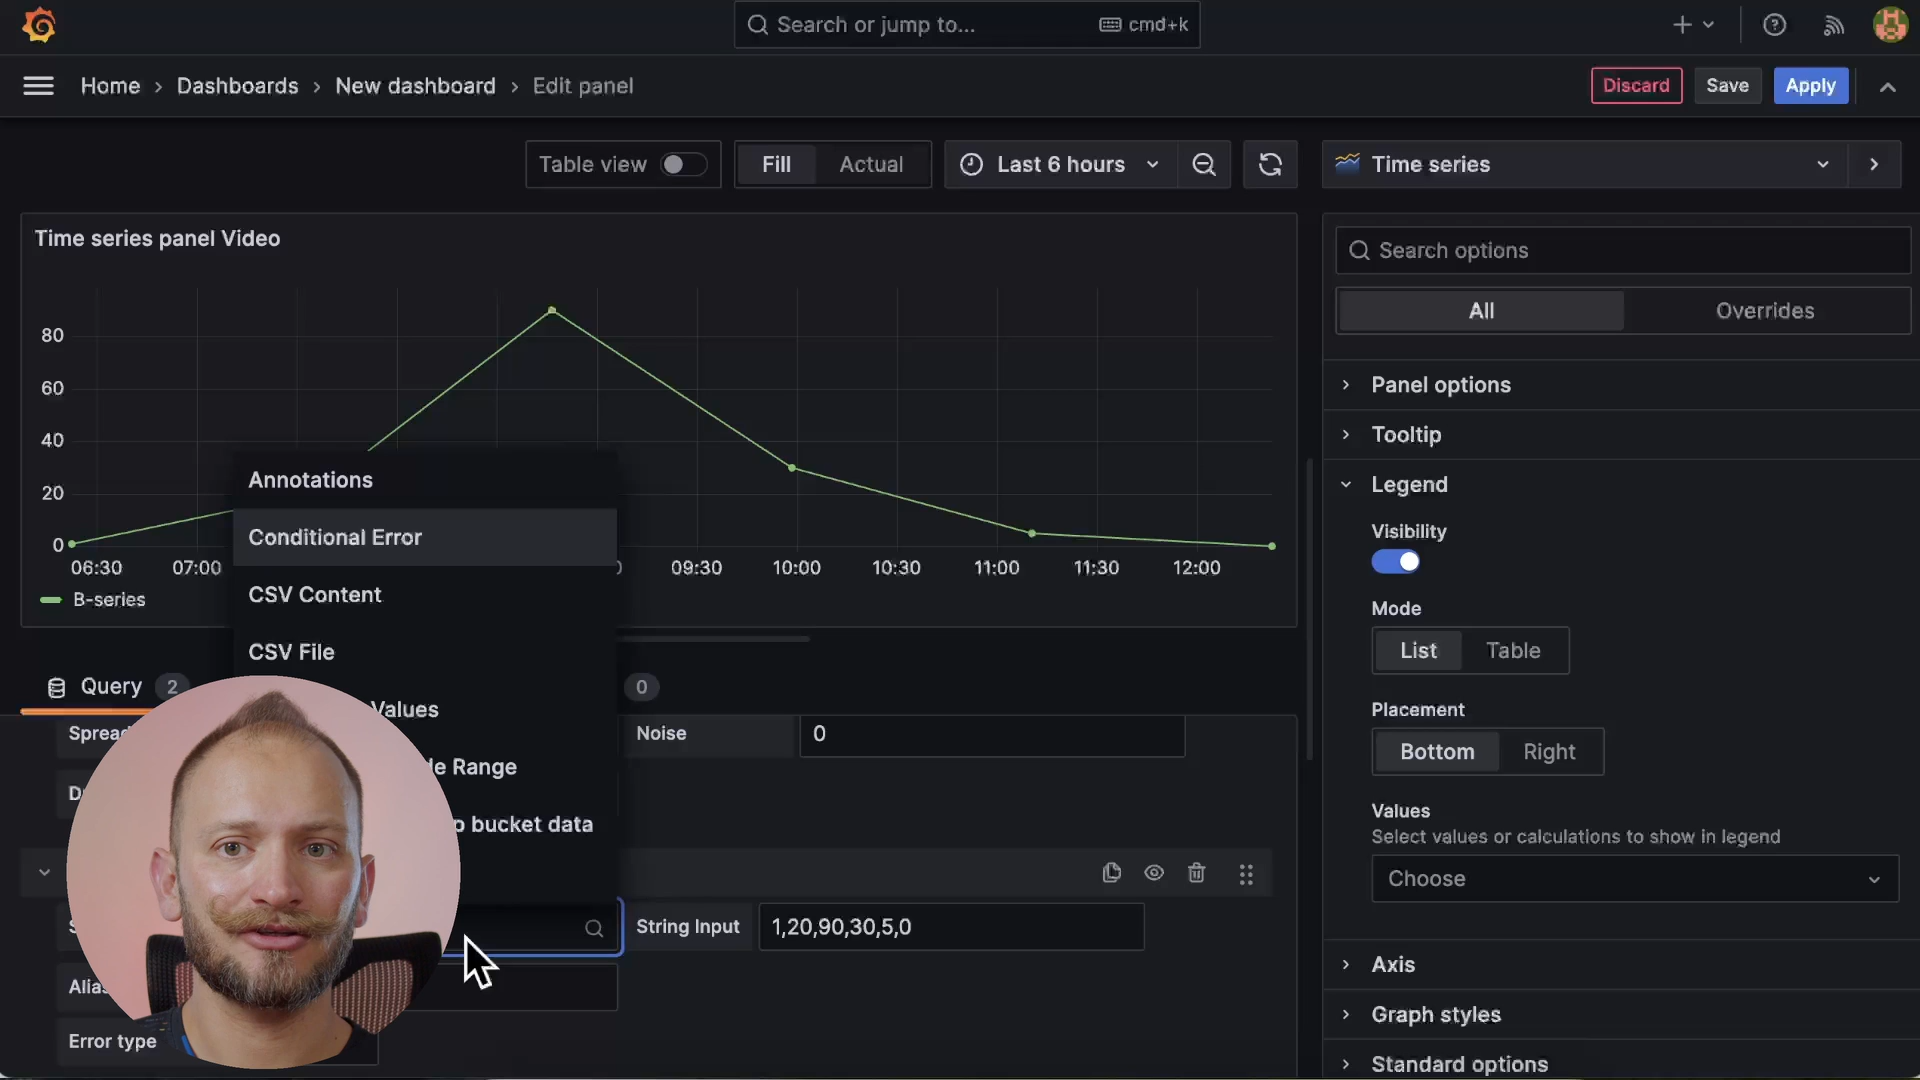 Search or jump to...
cmd+k
Home › Dashboards › New dashboard › Edit panel
Discard
Save
Apply
Table view
Fill
Actual
Last 6 hours
Time series
Time series panel Video
80
60
40
20
0
06:30
07:00
09:30
10:00
10:30
11:00
11:30
12:00
B-series
Annotations
Conditional Error
CSV Content
CSV File
Values
Range
bucket data
Query
2
0
Noise
0
String Input
1,20,90,30,5,0
Error type
Search options
All
Overrides
Panel options
Tooltip
Legend
Visibility
Mode
List
Table
Placement
Bottom
Right
Values
Select values or calculations to show in legend
Choose
Axis
Graph styles
Standard options